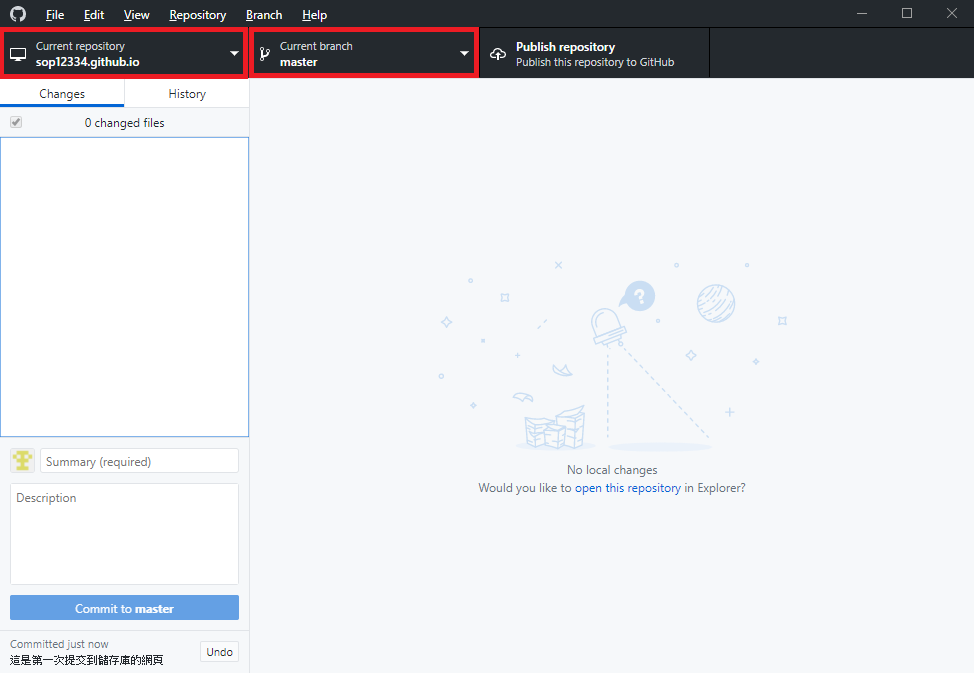 File Edit View Repository Branch Help
Current repository
sop12334.github.io
Current branch
master
Publish repository
Publish this repository to GitHub
Changes
History
0 changed files
?
No local changes
Would you like to open this repository in Explorer?
Summary (required)
Description
Commit to master
Committed just now
這是第一次提交到儲存庫的網頁
Undo